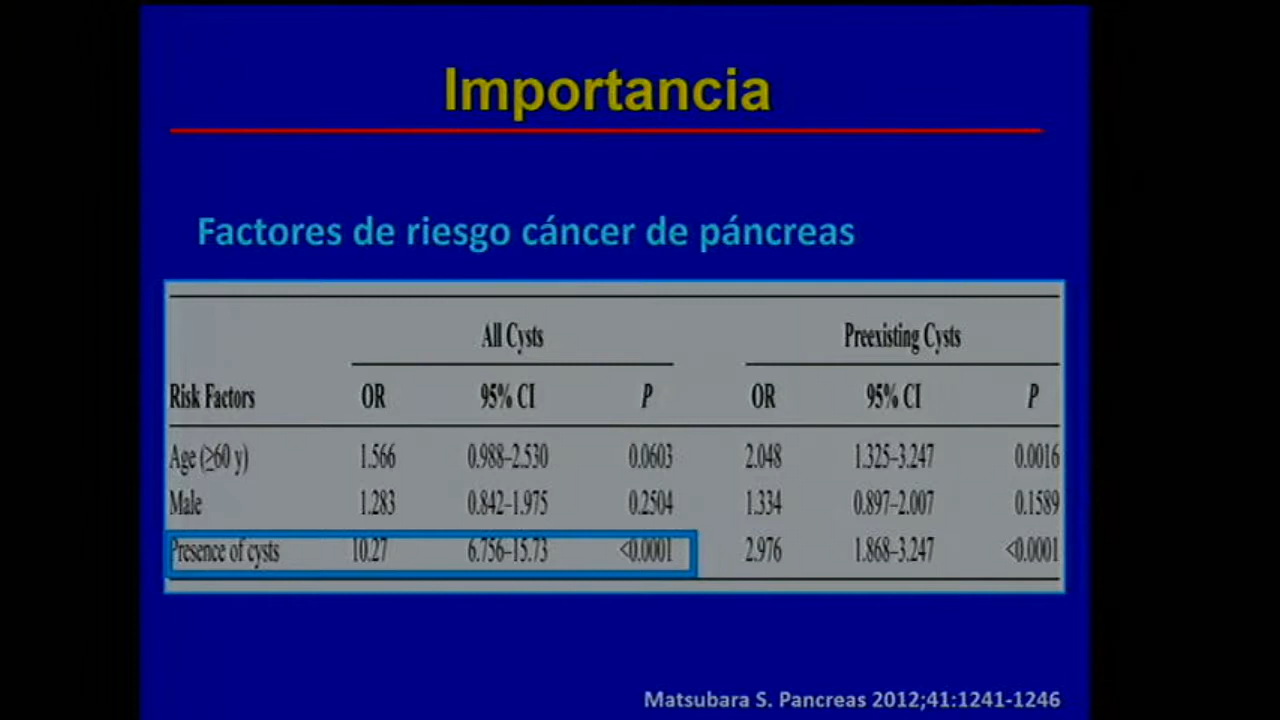 Importancia
Factores de riesgo cáncer de páncreas
All Cysts Preexisting Cysts
Risk Factors OR 95% CI P OR 95% CI P
Age (≥60 y) 1.566 0.988–2.530 0.0603 2.048 1.325–3.247 0.0016
Male 1.283 0.842–1.975 0.2504 1.334 0.897–2.007 0.1589
Presence of cysts 10.27 6.756–15.73 <0.0001 2.976 1.868–3.247 <0.0001
Matsubara S. Pancreas 2012;41:1241-1246